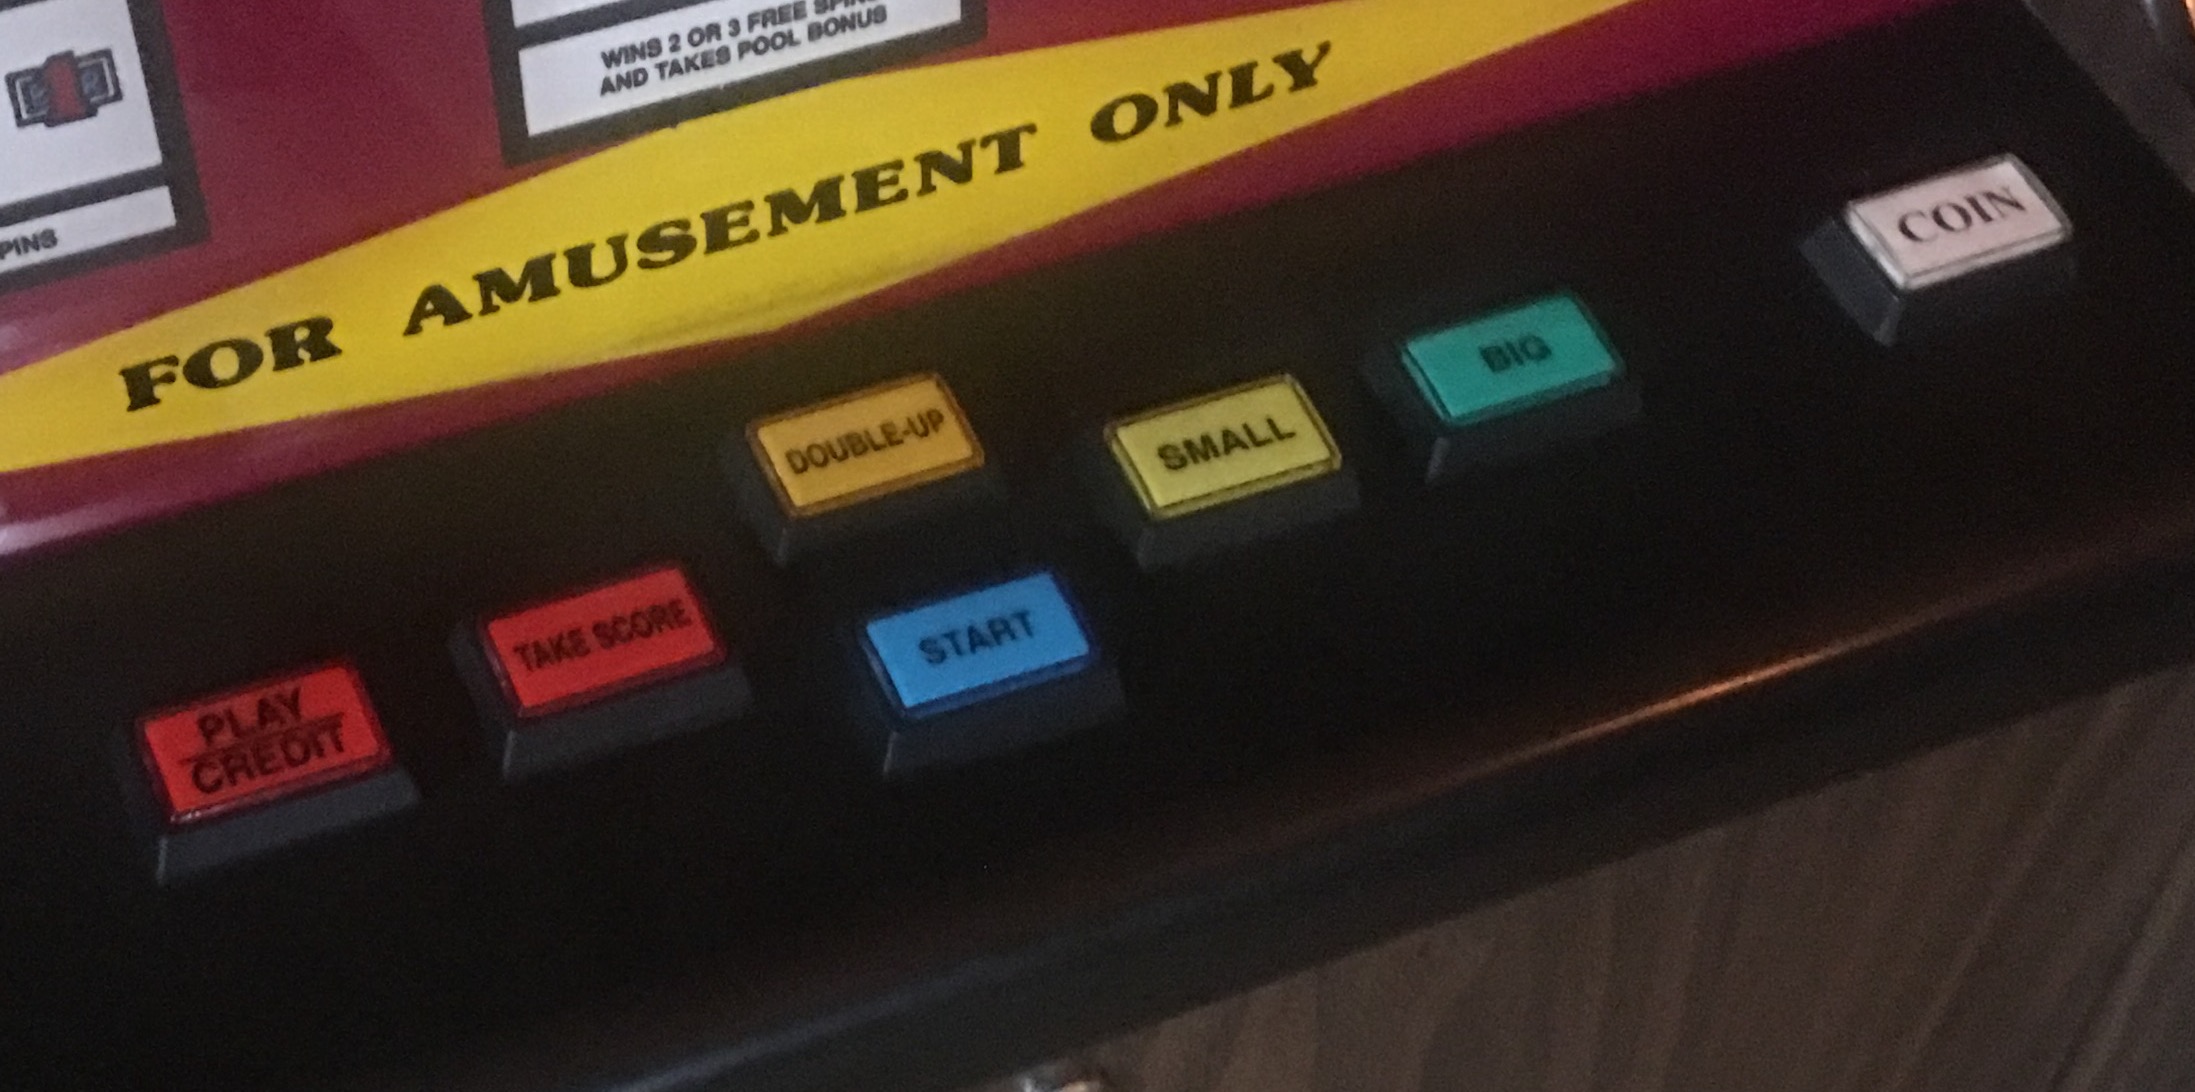 WINS 2 OR 3 FREE SPINS
AND TAKES POOL BONUS
PINS
FOR AMUSEMENT ONLY
COIN
BIG
SMALL
DOUBLE-UP
START
TAKE SCORE
PLAY
CREDIT